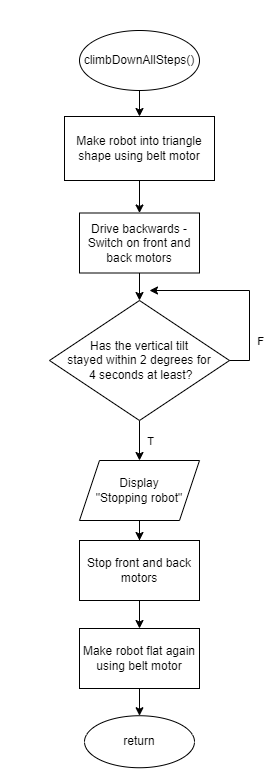 climbDownAllSteps()
Make robot into triangle
shape using belt motor
Drive backwards -
Switch on front and
back motors
Has the vertical tilt
stayed within 2 degrees for
4 seconds at least?
F
T
Display
"Stopping robot"
Stop front and back
motors
Make robot flat again
using belt motor
return